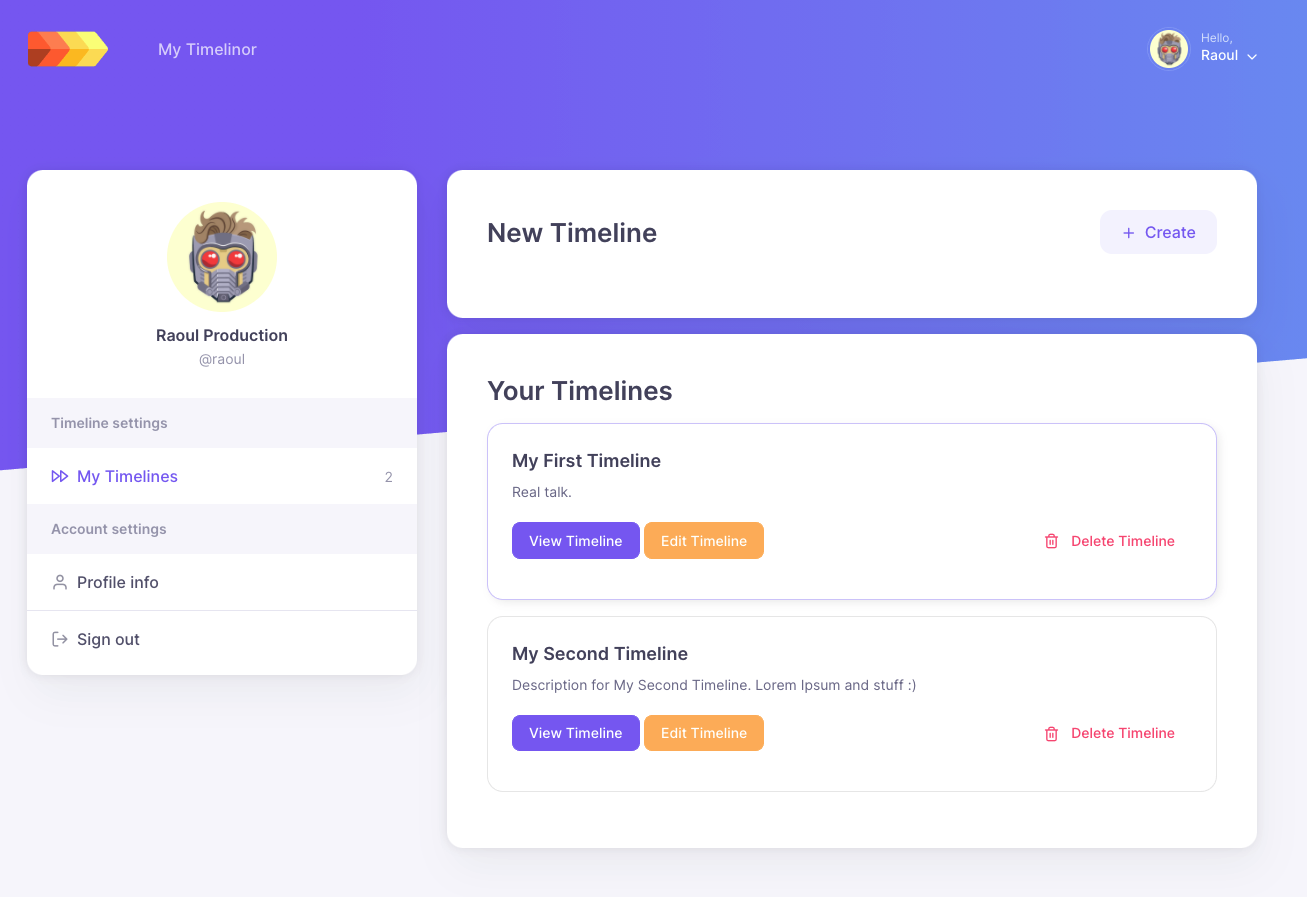 My Timelinor
Hello,
Raoul
Raoul Production
@raoul
Timeline settings
My Timelines 2
Account settings
Profile info
Sign out
New Timeline
+ Create
Your Timelines
My First Timeline
Real talk.
View Timeline Edit Timeline Delete Timeline
My Second Timeline
Description for My Second Timeline. Lorem Ipsum and stuff :)
View Timeline Edit Timeline Delete Timeline